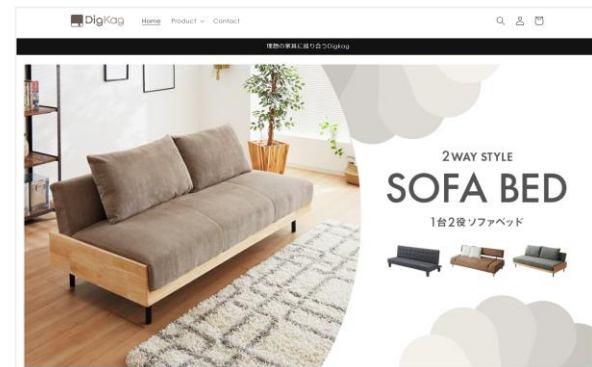 DigKag
Home Product Contact
理想の家具に巡り合うDigkag
2WAY STYLE
SOFA BED
1台2役ソファベッド